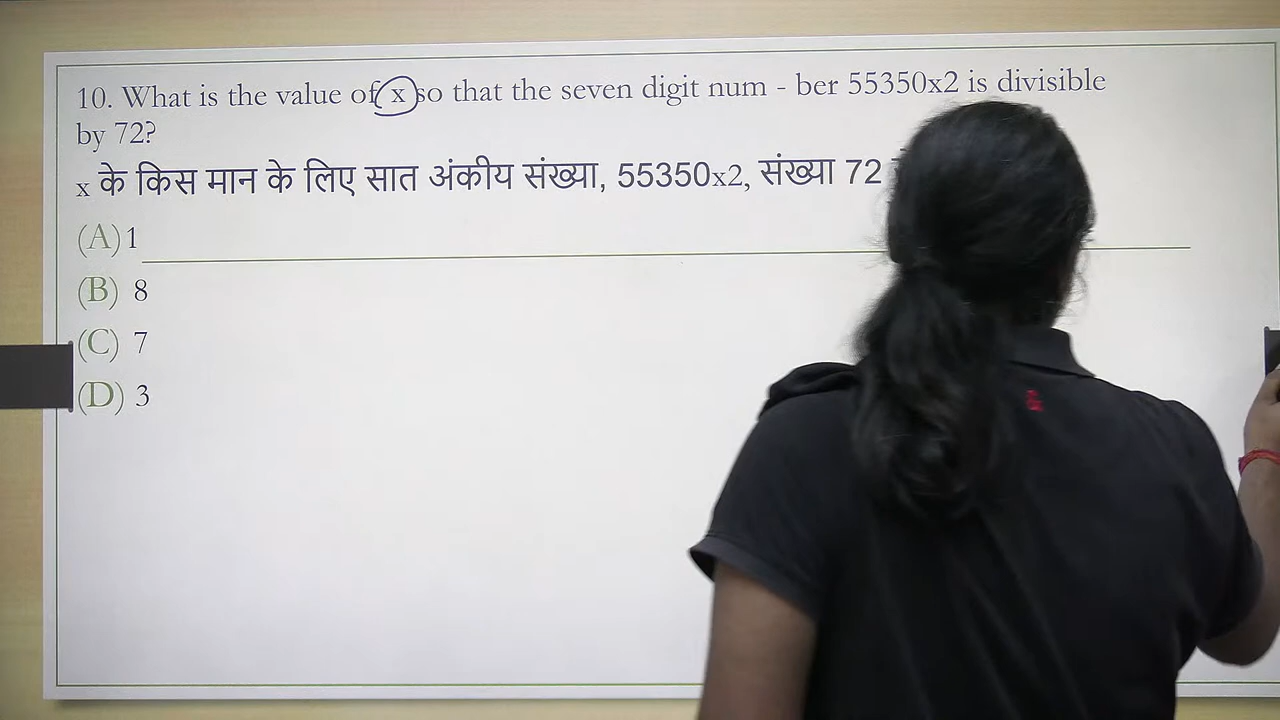 10. What is the value of x so that the seven digit num - ber 55350x2 is divisible
by 72?
x के किस मान के लिए सात अंकीय संख्या, 55350x2, संख्या 72
(A) 1
(B) 8
(C) 7
(D) 3